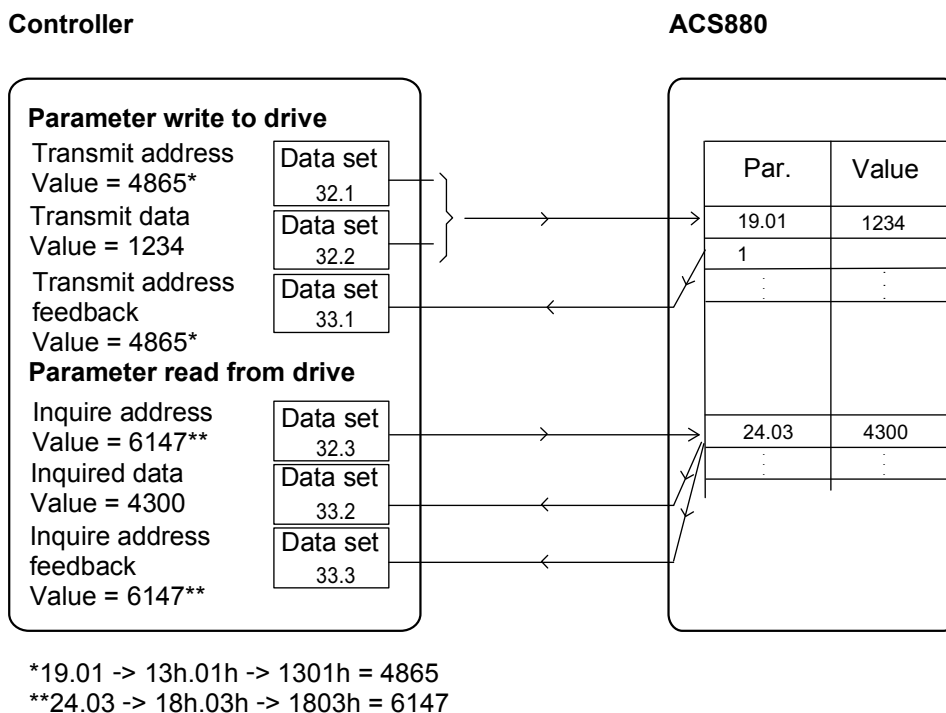 Controller
ACS880
Parameter write to drive
Transmit address
Value = 4865*
Data set
32.1
Transmit data
Value = 1234
Data set
32.2
Transmit address
feedback
Value = 4865*
Data set
33.1
Parameter read from drive
Inquire address
Value = 6147**
Data set
32.3
Inquired data
Value = 4300
Data set
33.2
Inquire address
feedback
Value = 6147**
Data set
33.3
Par. Value
19.01 1234
1
24.03 4300
*19.01 -> 13h.01h -> 1301h = 4865
**24.03 -> 18h.03h -> 1803h = 6147